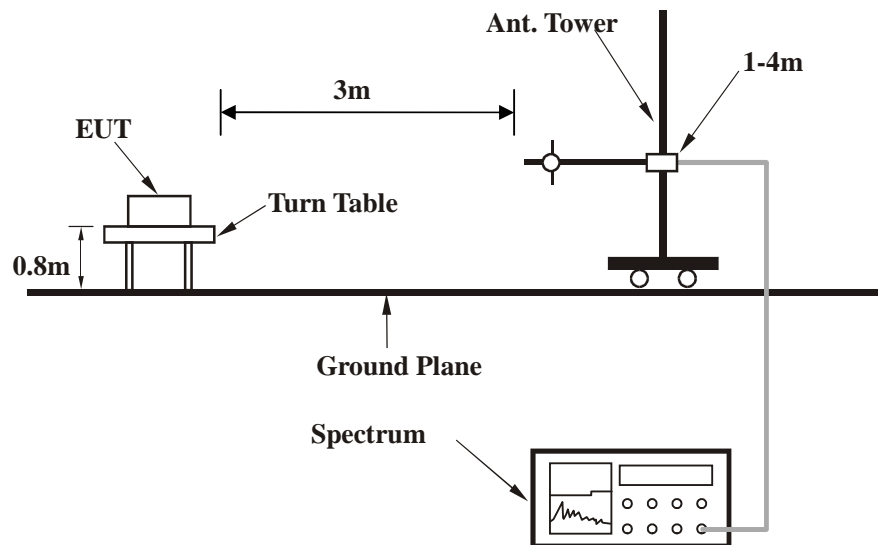 Ant. Tower
1-4m
3m
EUT
Turn Table
0.8m
Ground Plane
Spectrum